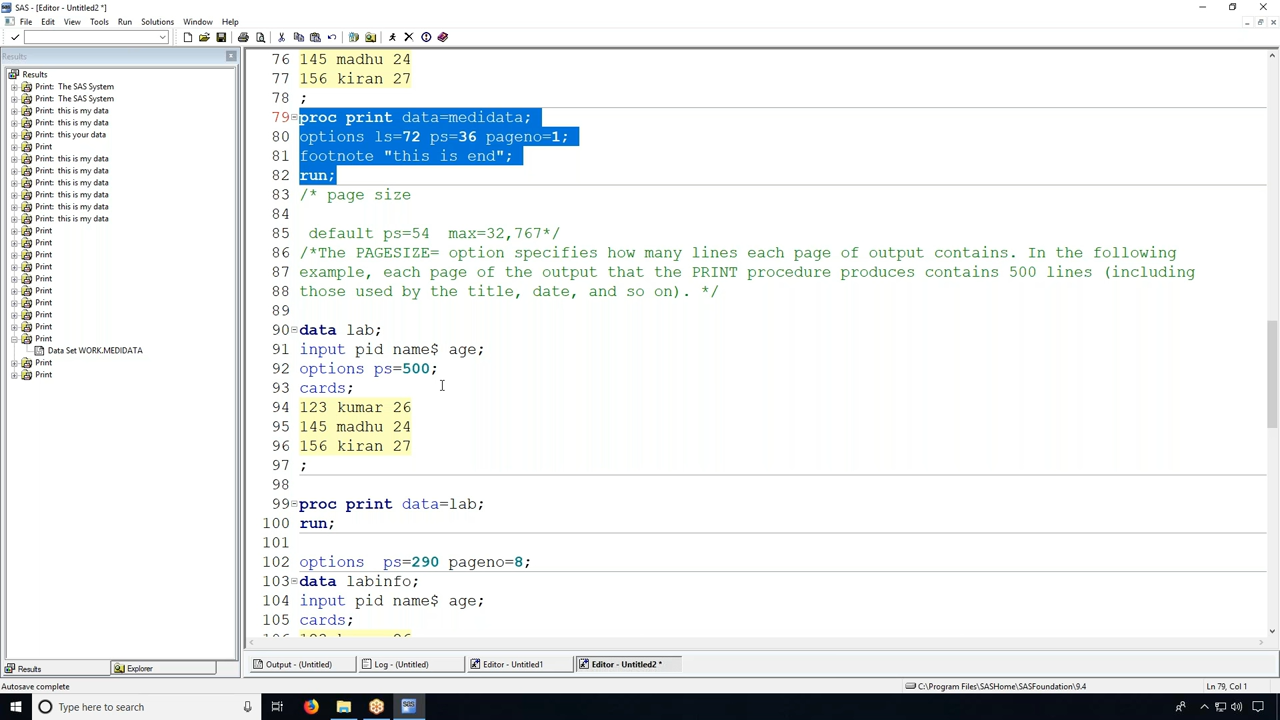 SAS - [Editor - Untitled2 *]
File Edit View Tools Run Solutions Window Help
Results
Results
Print: The SAS System
Print: The SAS System
Print: this is my data
Print: this is my data
Print: this your data
Print
Print: this is my data
Print: this is my data
Print: this is my data
Print: this is my data
Print: this is my data
Print: this is my data
Print
Print
Print
Print
Print
Print
Print
Print
Print
Print
Data Set WORK.MEDIDATA
Print
Print
76 145 madhu 24
77 156 kiran 27
78 ;
79 proc print data=medidata;
80 options ls=72 ps=36 pageno=1;
81 footnote "this is end";
82 run;
83 /* page size
84
85 default ps=54 max=32,767*/
86 /*The PAGESIZE= option specifies how many lines each page of output contains. In the following
87 example, each page of the output that the PRINT procedure produces contains 500 lines (including
88 those used by the title, date, and so on). */
89
90 data lab;
91 input pid name$ age;
92 options ps=500;
93 cards;
94 123 kumar 26
95 145 madhu 24
96 156 kiran 27
97 ;
98
99 proc print data=lab;
100 run;
101
102 options ps=290 pageno=8;
103 data labinfo;
104 input pid name$ age;
105 cards;
Results Explorer
Output - (Untitled) Log - (Untitled) Editor - Untitled1 Editor - Untitled2 *
Autosave complete C:\Program Files\SASHome\SASFoundation\9.4 Ln 79, Col 1
Type here to search